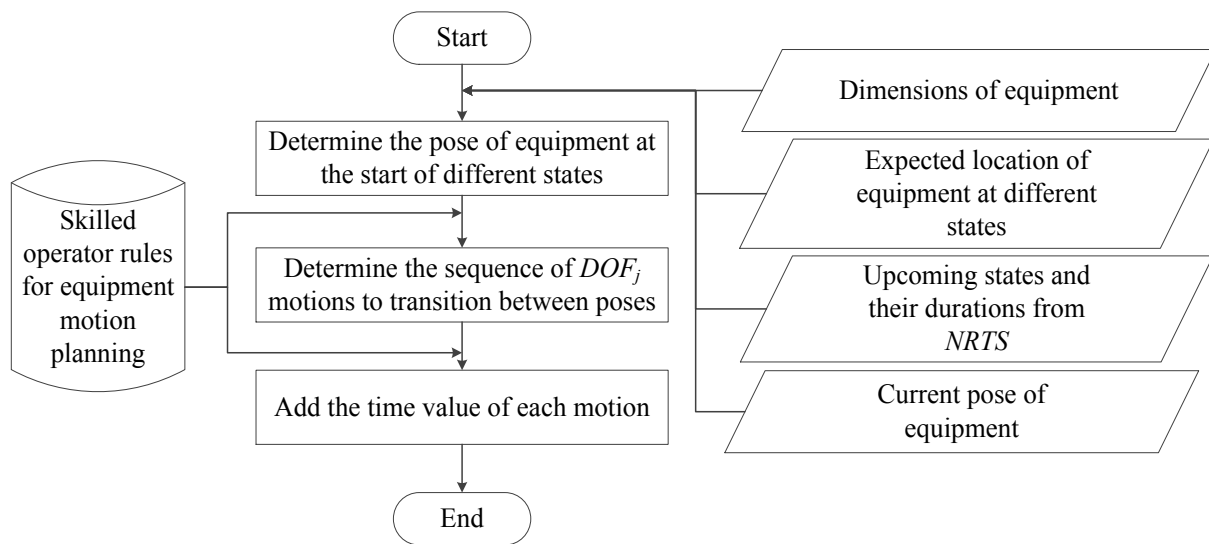 Start
Determine the pose of equipment at
the start of different states
Skilled
operator rules
for equipment
motion
planning
Determine the sequence of DOFj
motions to transition between poses
Add the time value of each motion
End
Dimensions of equipment
Expected location of
equipment at different
states
Upcoming states and
their durations from
NRTS
Current pose of
equipment